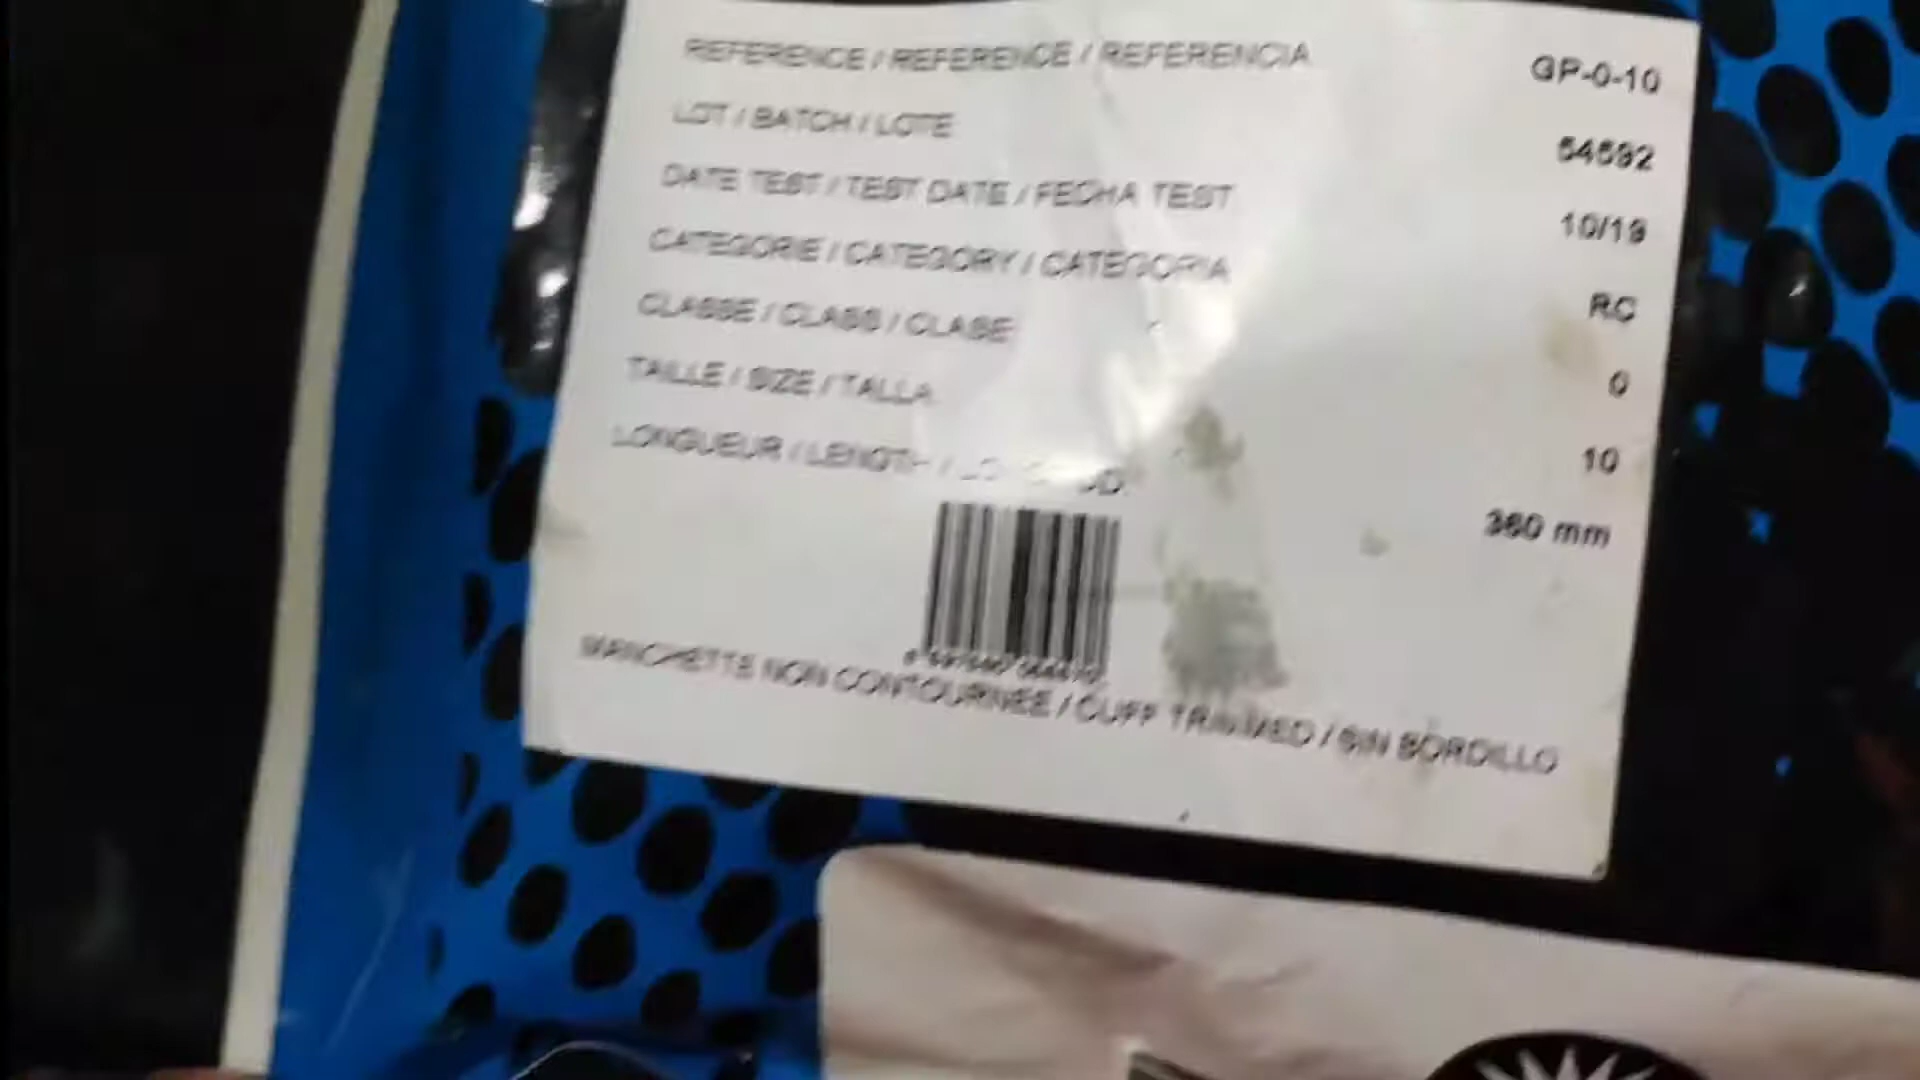 REFERENCE / REFERENCE / REFERENCIA GP-0-10
LOT / BATCH / LOTE 54592
DATE TEST / TEST DATE / FECHA TEST 10/19
CATEGORIE / CATEGORY / CATEGORIA RC
CLASSE / CLASS / CLASE 0
TAILLE / SIZE / TALLA 10
LONGUEUR / LENGTH / 360 mm
MANCHETTE NON CONTOURNEE / CUFF TRIMMED / SIN BORDILLO